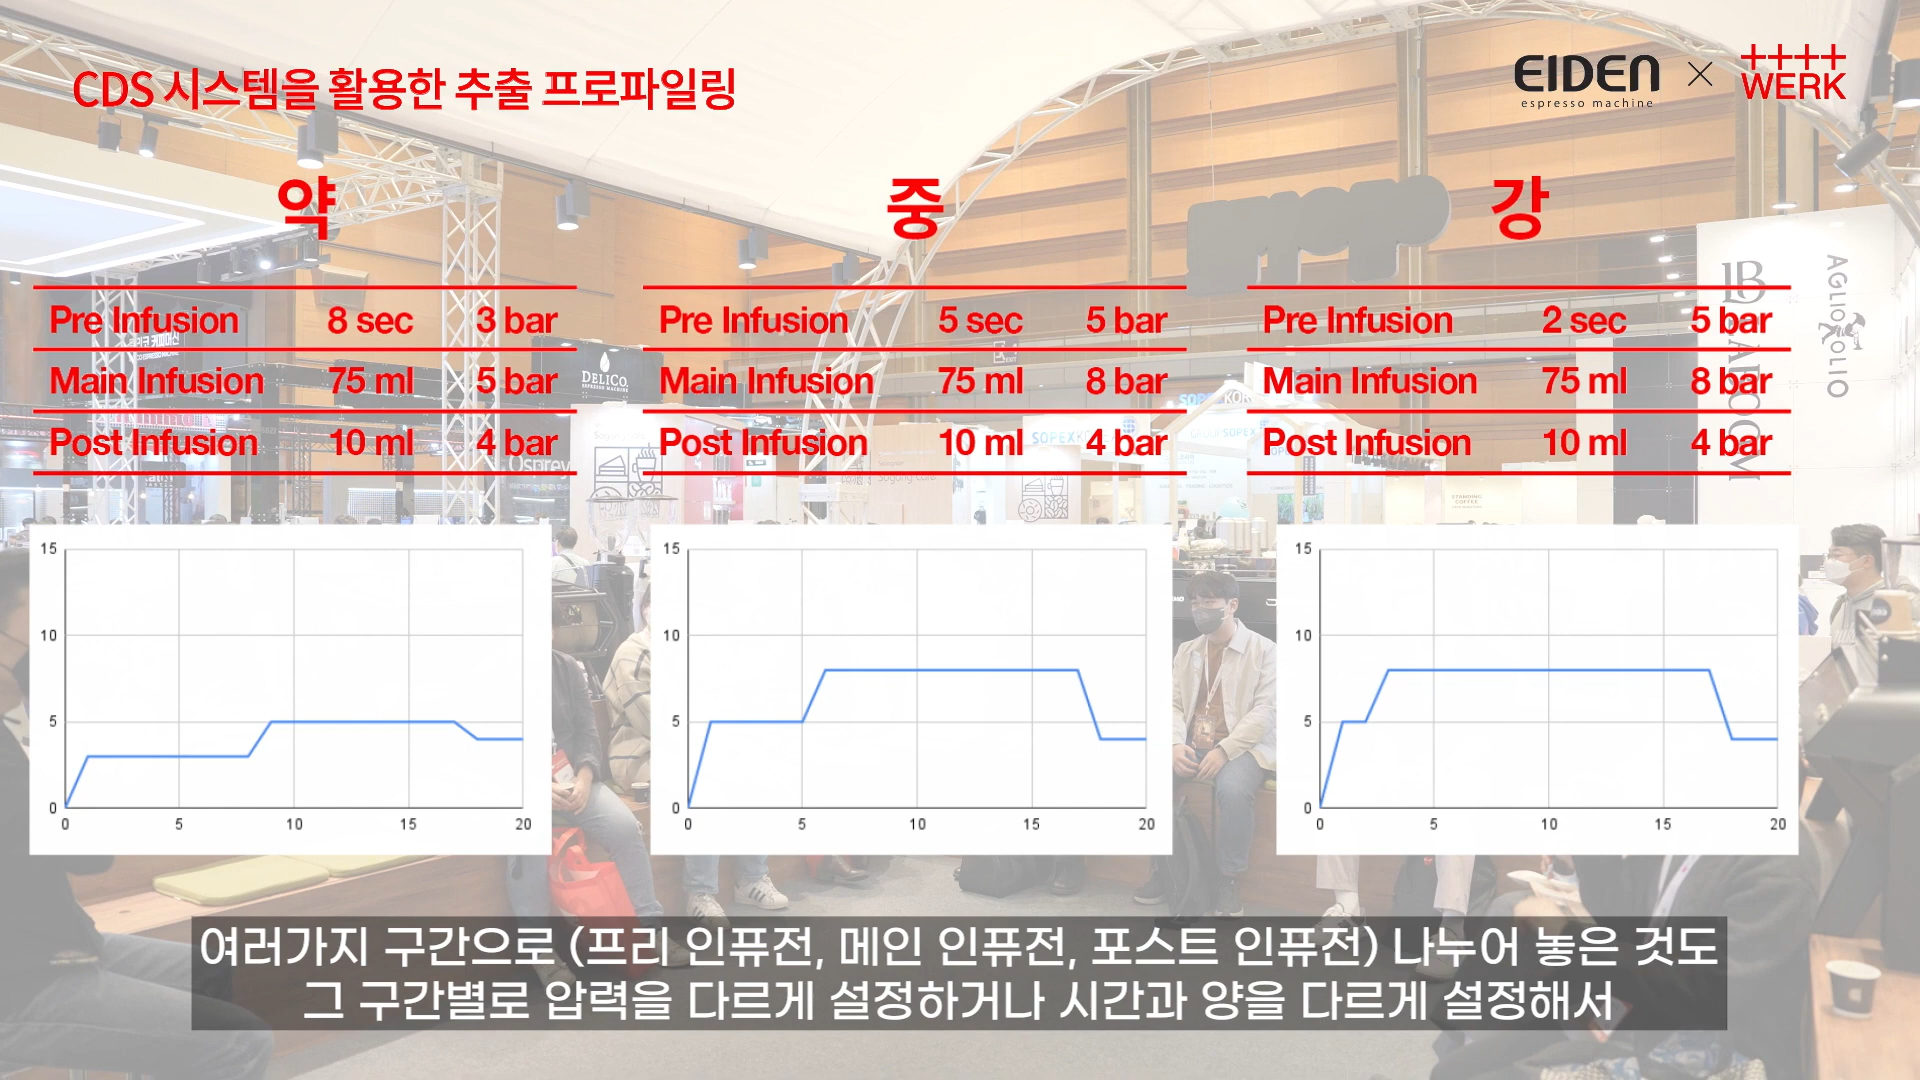 CDS 시스템을 활용한 추출 프로파일링
EIDEN × ++++
espresso machine WERK
약
중
강
Pre Infusion 8 sec 3 bar
Main Infusion 75 ml 5 bar
Post Infusion 10 ml 4 bar
Pre Infusion 5 sec 5 bar
Main Infusion 75 ml 8 bar
Post Infusion 10 ml 4 bar
Pre Infusion 2 sec 5 bar
Main Infusion 75 ml 8 bar
Post Infusion 10 ml 4 bar
DELICO.
AGLIO OLIO
SOPEX
STANDING
COFFEE
15
10
5
0
0 5 10 15 20
15
10
5
0
0 5 10 15 20
15
10
5
0
0 5 10 15 20
여러가지 구간으로 (프리 인퓨전, 메인 인퓨전, 포스트 인퓨전) 나누어 놓은 것도
그 구간별로 압력을 다르게 설정하거나 시간과 양을 다르게 설정해서